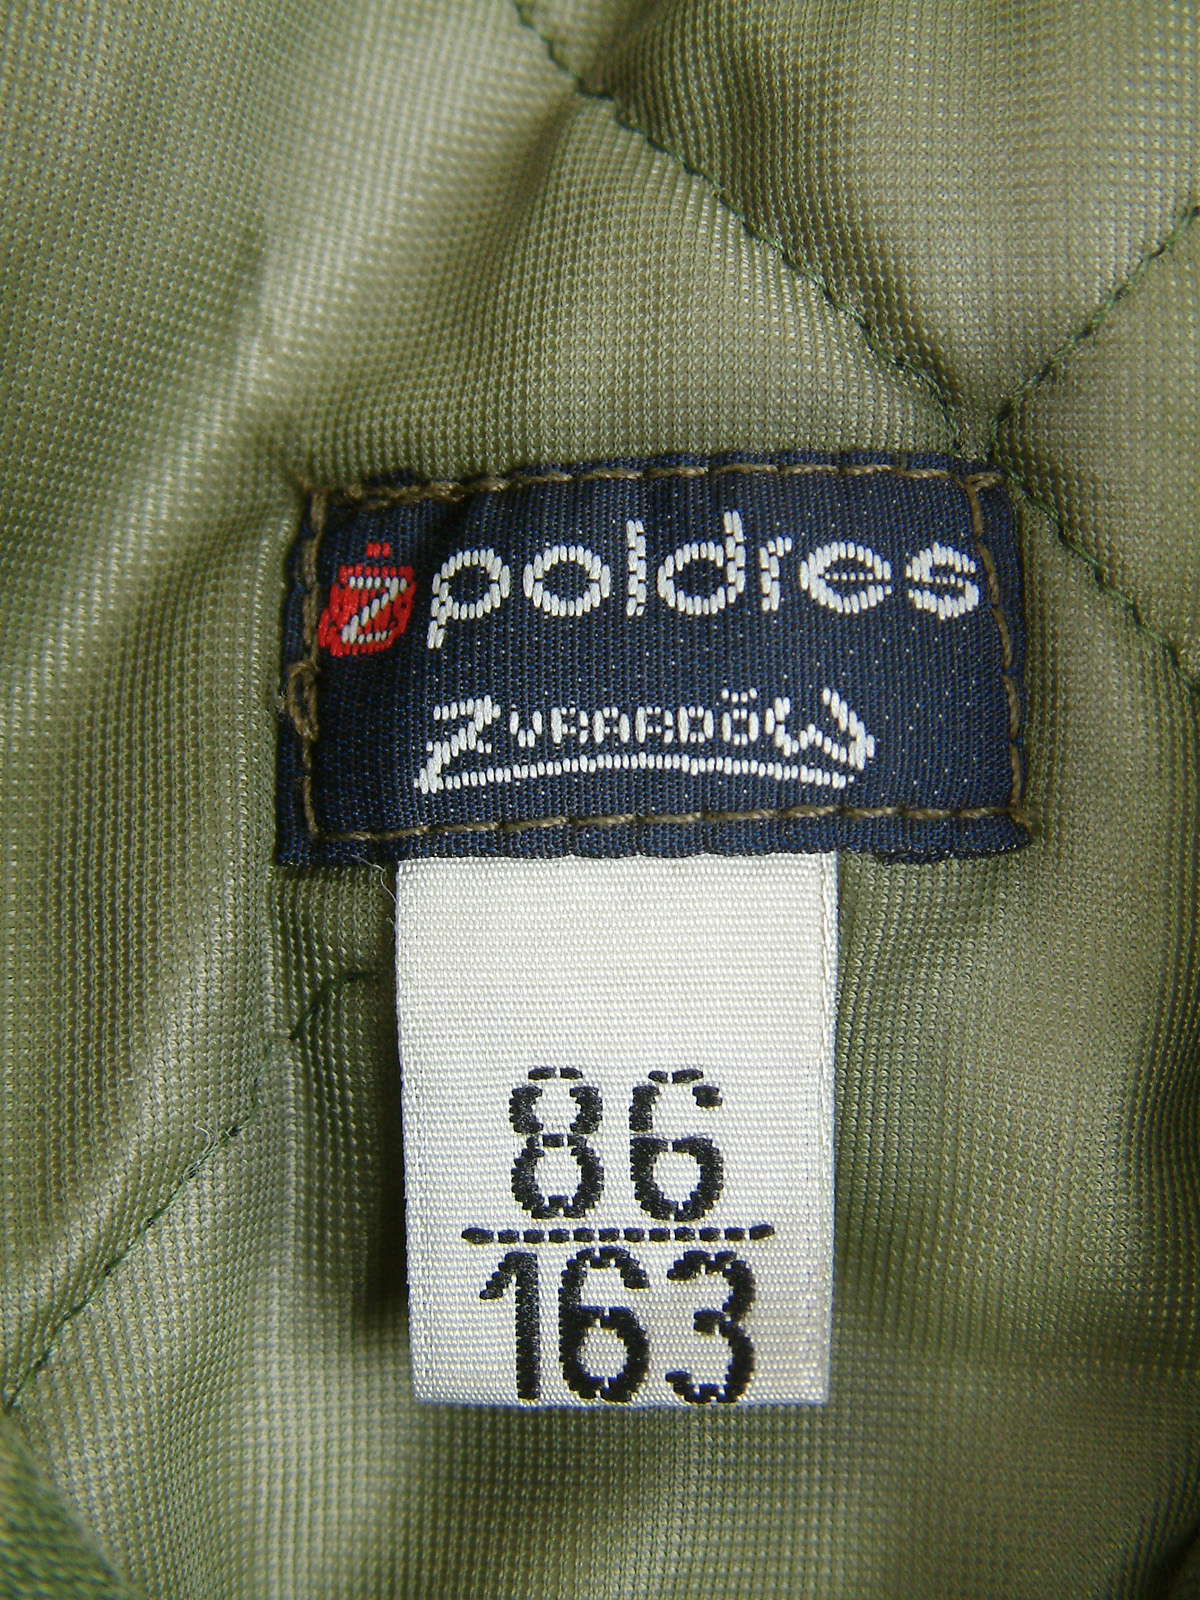 Ż poldres
ZYRARDÓW
86
163